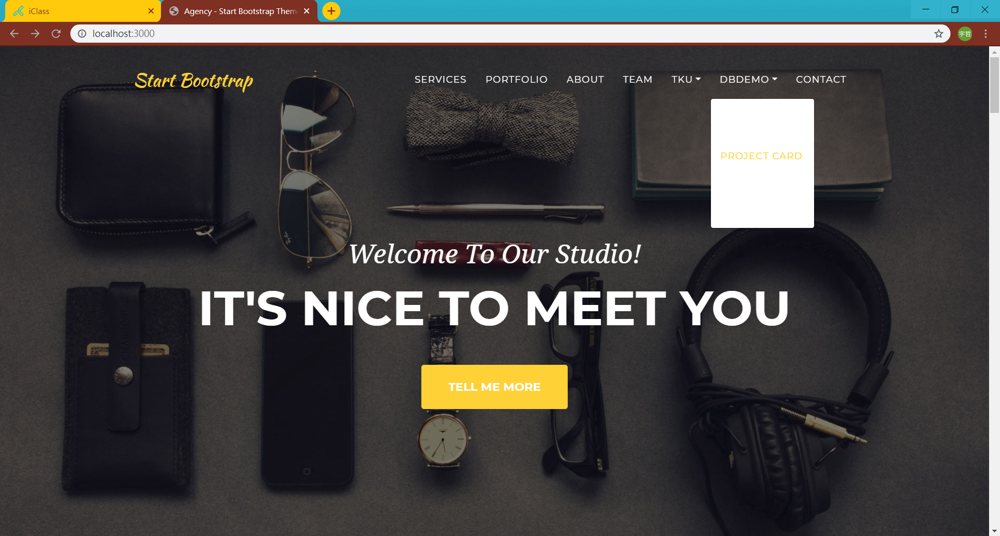 iClass
Agency - Start Bootstrap Them
localhost:3000
宇哲
Start Bootstrap
SERVICES
PORTFOLIO
ABOUT
TEAM
TKU
DBDEMO
CONTACT
PROJECT CARD
Welcome To Our Studio!
IT'S NICE TO MEET YOU
TELL ME MORE